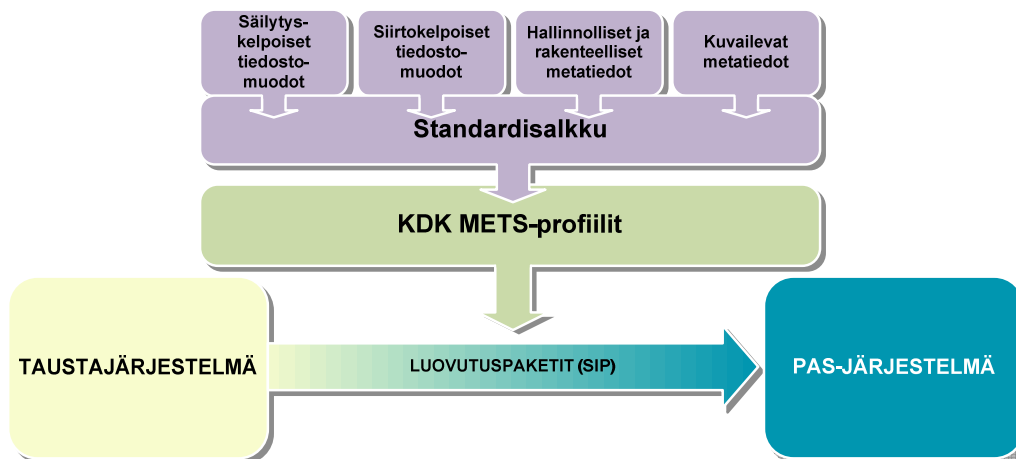 Säilytys-
kelpoiset
tiedosto-
muodot
Siirtokelpoiset
tiedosto-
muodot
Hallinnolliset ja
rakenteelliset
metatiedot
Kuvailevat
metatiedot
Standardisalkku
KDK METS-profiilit
TAUSTAJÄRJESTELMÄ
LUOVUTUSPAKETIT (SIP)
PAS-JÄRJESTELMÄ